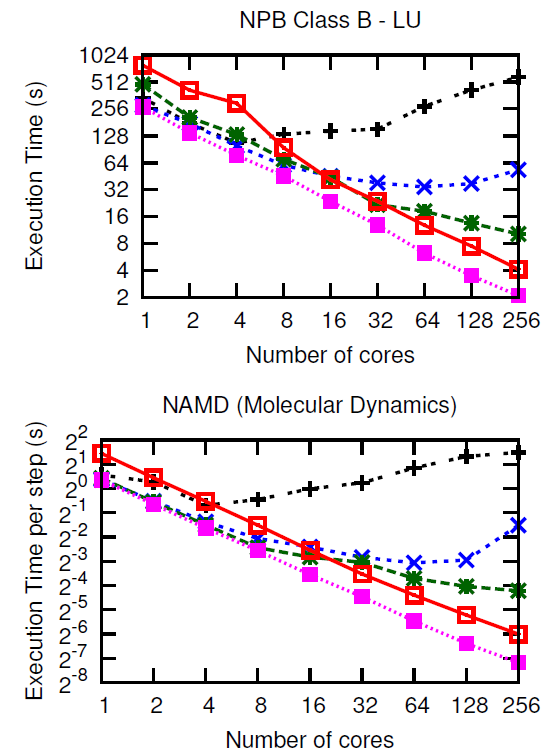 NPB Class B - LU
Execution Time (s)
1024
512
256
128
64
32
16
8
4
2
1 2 4 8 16 32 64 128 256
Number of cores
NAMD (Molecular Dynamics)
Execution Time per step (s)
2^2
2^1
2^0
2^-1
2^-2
2^-3
2^-4
2^-5
2^-6
2^-7
2^-8
1 2 4 8 16 32 64 128 256
Number of cores